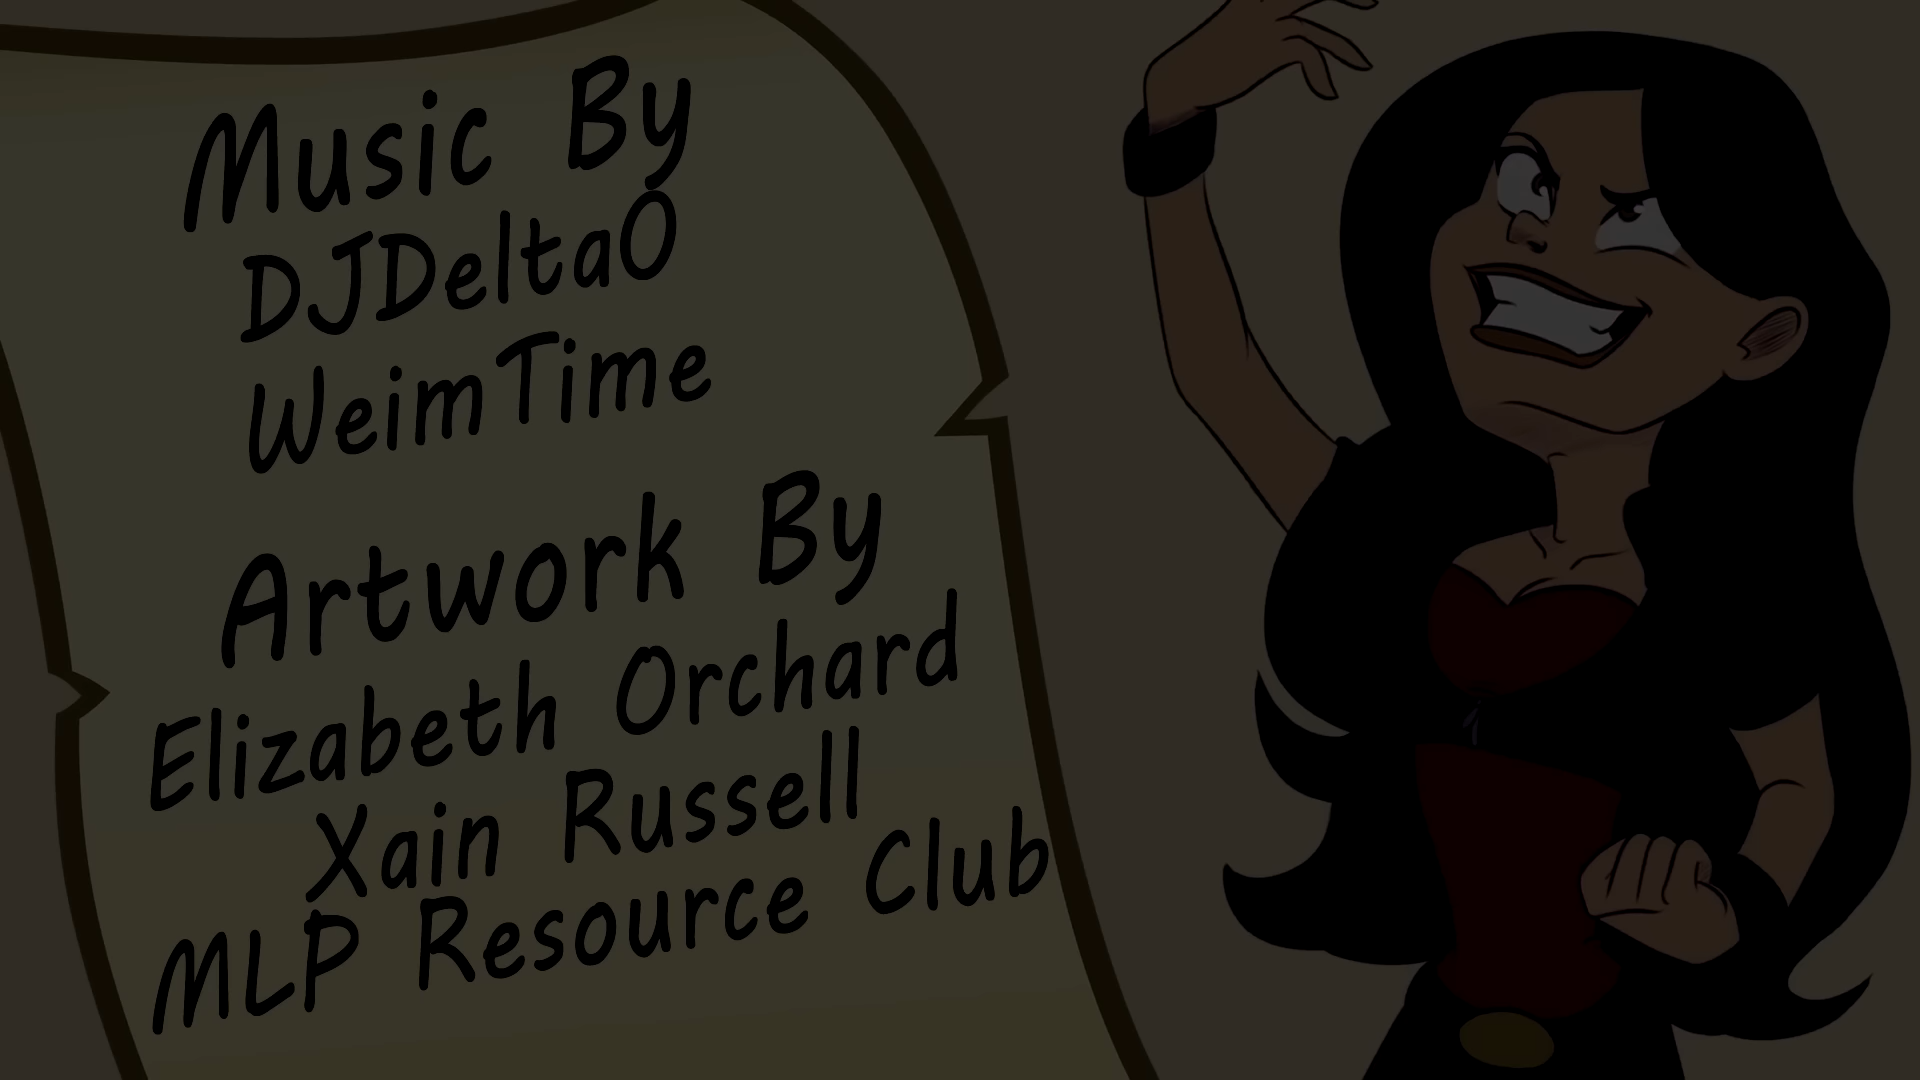 Music By
DJDelta0
WeimTime
Artwork By
Elizabeth Orchard
Xain Russell
MLP Resource Club